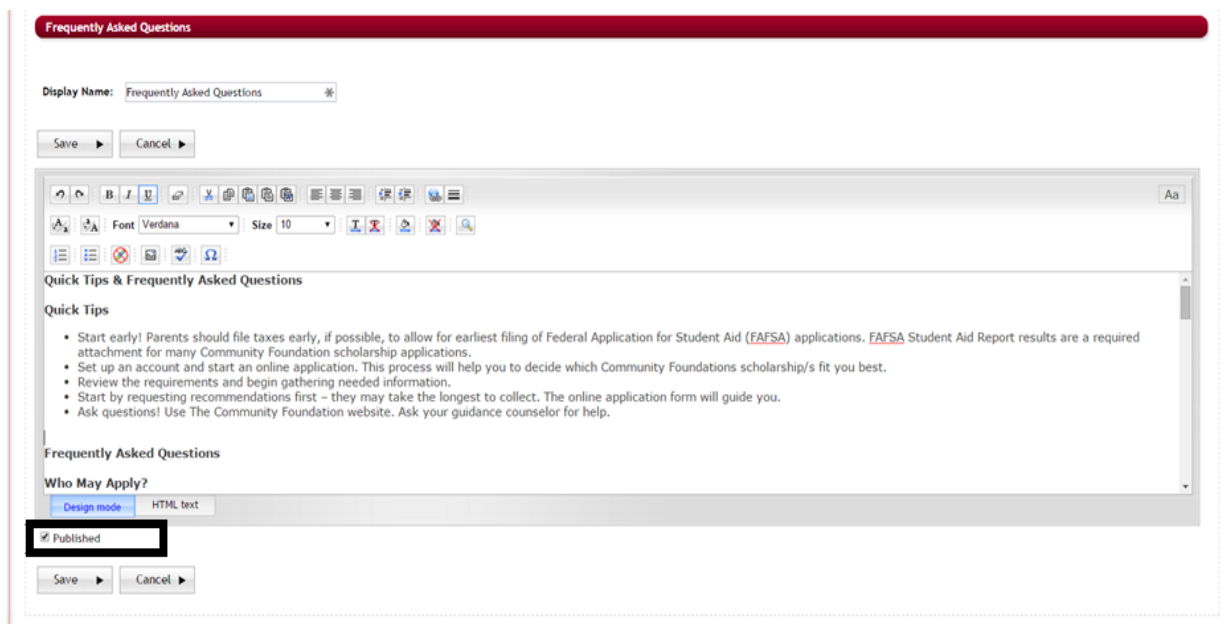 Frequently Asked Questions
Display Name: Frequently Asked Questions
Save Cancel
B I U Aa
Font Verdana Size 10
ABC Ω
Quick Tips & Frequently Asked Questions
Quick Tips
• Start early! Parents should file taxes early, if possible, to allow for earliest filing of Federal Application for Student Aid (FAFSA) applications. FAFSA Student Aid Report results are a required
attachment for many Community Foundation scholarship applications.
• Set up an account and start an online application. This process will help you to decide which Community Foundations scholarship/s fit you best.
• Review the requirements and begin gathering needed information.
• Start by requesting recommendations first – they may take the longest to collect. The online application form will guide you.
• Ask questions! Use The Community Foundation website. Ask your guidance counselor for help.
Frequently Asked Questions
Who May Apply?
Design mode HTML text
Published
Save Cancel